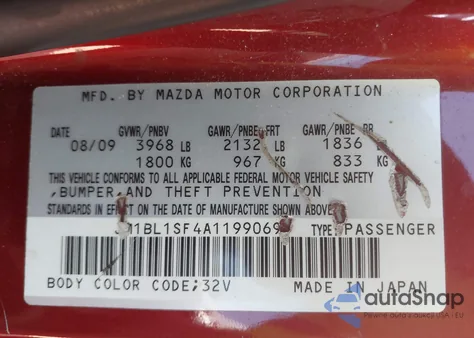 MFD. BY MAZDA MOTOR CORPORATION
DATE GVWR/PNBV GAWR/PNBE FRT GAWR/PNBE RR
08/09 3968 LB 2132 LB 1836 LB
1800 KG 967 KG 833 KG
THIS VEHICLE CONFORMS TO ALL APPLICABLE FEDERAL MOTOR VEHICLE SAFETY
,BUMPER,AND THEFT PREVENTION
STANDARDS IN EFFECT ON THE DATE OF MANUFACTURE SHOWN ABOVE.
1BL1SF4A1199069 TYPE:PASSENGER
BODY COLOR CODE;32V MADE IN JAPAN
autoSnap